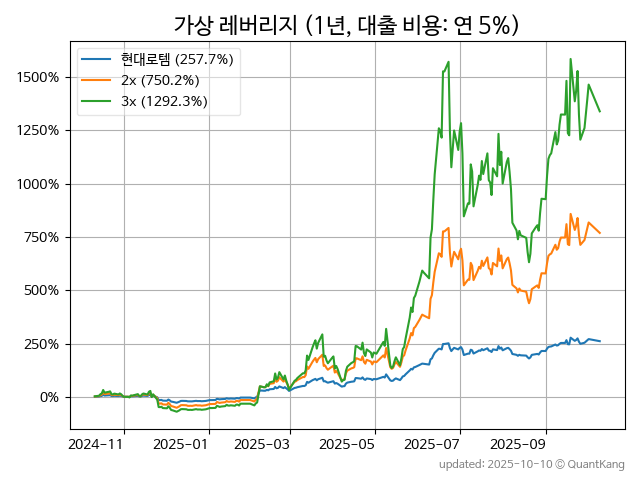 가상 레버리지 (1년, 대출 비용: 연 5%)
현대로템 (257.7%)
2x (750.2%)
3x (1292.3%)
1500%
1250%
1000%
750%
500%
250%
0%
2024-11
2025-01
2025-03
2025-05
2025-07
2025-09
updated: 2025-10-10 © QuantKang